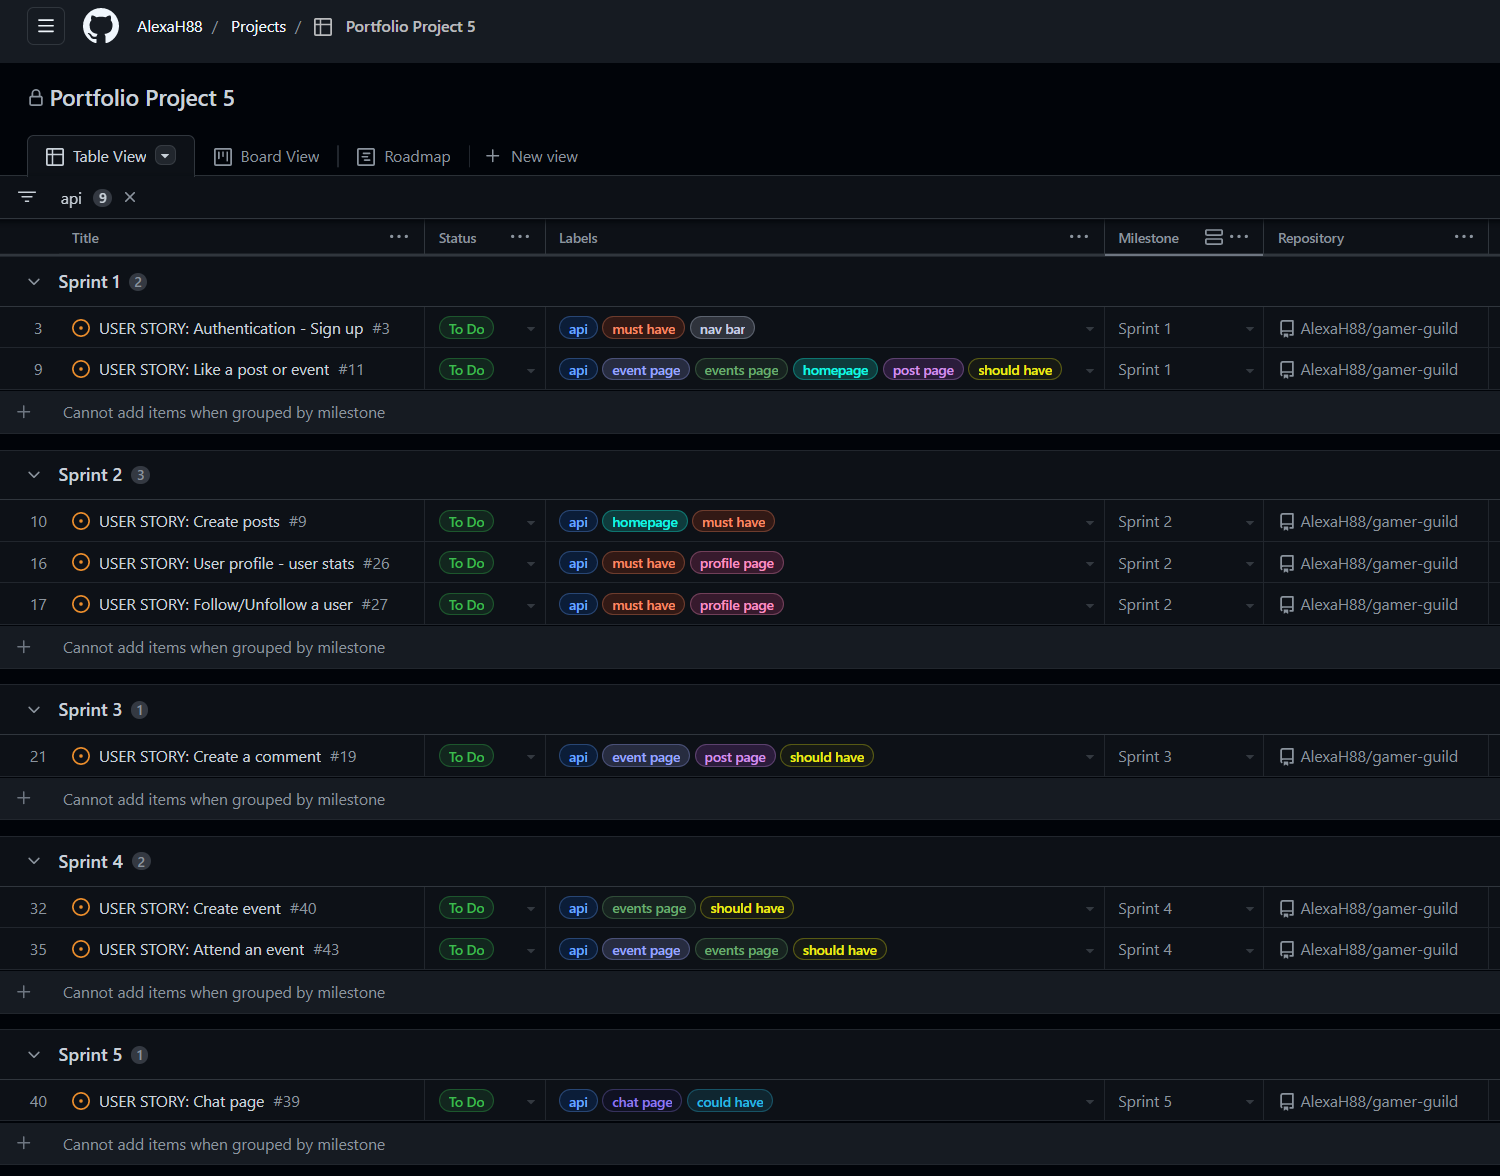 AlexaH88 / Projects / Portfolio Project 5
Portfolio Project 5
Table View Board View Roadmap New view
api 9
Title Status Labels Milestone Repository
Sprint 1 2
3 USER STORY: Authentication - Sign up #3 To Do api must have nav bar Sprint 1 AlexaH88/gamer-guild
9 USER STORY: Like a post or event #11 To Do api event page events page homepage post page should have Sprint 1 AlexaH88/gamer-guild
Cannot add items when grouped by milestone
Sprint 2 3
10 USER STORY: Create posts #9 To Do api homepage must have Sprint 2 AlexaH88/gamer-guild
16 USER STORY: User profile - user stats #26 To Do api must have profile page Sprint 2 AlexaH88/gamer-guild
17 USER STORY: Follow/Unfollow a user #27 To Do api must have profile page Sprint 2 AlexaH88/gamer-guild
Cannot add items when grouped by milestone
Sprint 3 1
21 USER STORY: Create a comment #19 To Do api event page post page should have Sprint 3 AlexaH88/gamer-guild
Cannot add items when grouped by milestone
Sprint 4 2
32 USER STORY: Create event #40 To Do api events page should have Sprint 4 AlexaH88/gamer-guild
35 USER STORY: Attend an event #43 To Do api event page events page should have Sprint 4 AlexaH88/gamer-guild
Cannot add items when grouped by milestone
Sprint 5 1
40 USER STORY: Chat page #39 To Do api chat page could have Sprint 5 AlexaH88/gamer-guild
Cannot add items when grouped by milestone